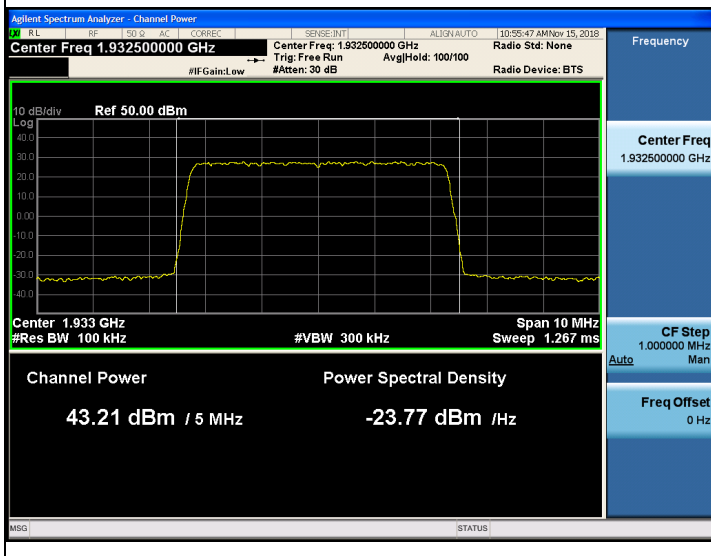 Agilent Spectrum Analyzer - Channel Power
LXI RL RF 50 Ω AC CORREC SENSE:INT ALIGN AUTO 10:55:47 AM Nov 15, 2018
Center Freq 1.932500000 GHz
Center Freq: 1.932500000 GHz
Radio Std: None
Trig: Free Run Avg|Hold: 100/100
#IFGain:Low
#Atten: 30 dB
Radio Device: BTS
10 dB/div Ref 50.00 dBm
Log
40.0
30.0
20.0
10.0
0.00
-10.0
-20.0
-30.0
-40.0
Center 1.933 GHz Span 10 MHz
#Res BW 100 kHz #VBW 300 kHz Sweep 1.267 ms
Channel Power Power Spectral Density
43.21 dBm / 5 MHz -23.77 dBm /Hz
MSG STATUS
Frequency
Center Freq
1.932500000 GHz
CF Step
1.000000 MHz
Auto Man
Freq Offset
0 Hz